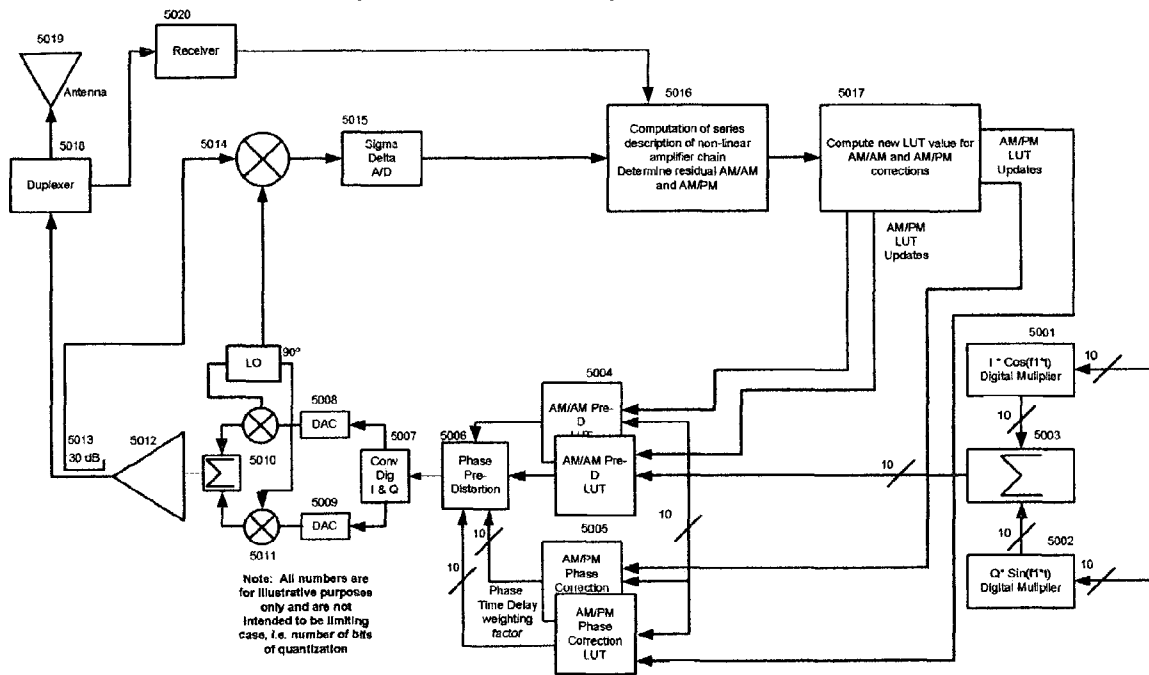 5020
Receiver
5019
Antenna
5018
Duplexer
5014
5015
Sigma
Delta
A/D
5016
Computation of series
description of non-linear
amplifier chain
Determine residual AM/AM
and AM/PM
5017
Compute new LUT value for
AM/AM and AM/PM
corrections
AM/PM
LUT
Updates
AM/PM
LUT
Updates
LO
90°
5001
I * Cos(f1*t)
Digital Muliplier
10
10
5003
10
5002
Q* Sin(f1*t)
Digital Muliplier
10
10
5004
AM/AM Pre-
D
LUT
AM/AM Pre-
D
LUT
5006
Phase
Pre-
Distortion
5007
Conv
Dig
I & Q
5008
DAC
5009
DAC
5010
5011
5012
5013
30 dB
10
5005
AM/PM
Phase
Correction
AM/PM
Phase
Correction
LUT
10
10
Phase
Time Delay
weighting
factor
Note: All numbers are
for illustrative purposes
only and are not
intended to be limiting
case, i.e. number of bits
of quantization